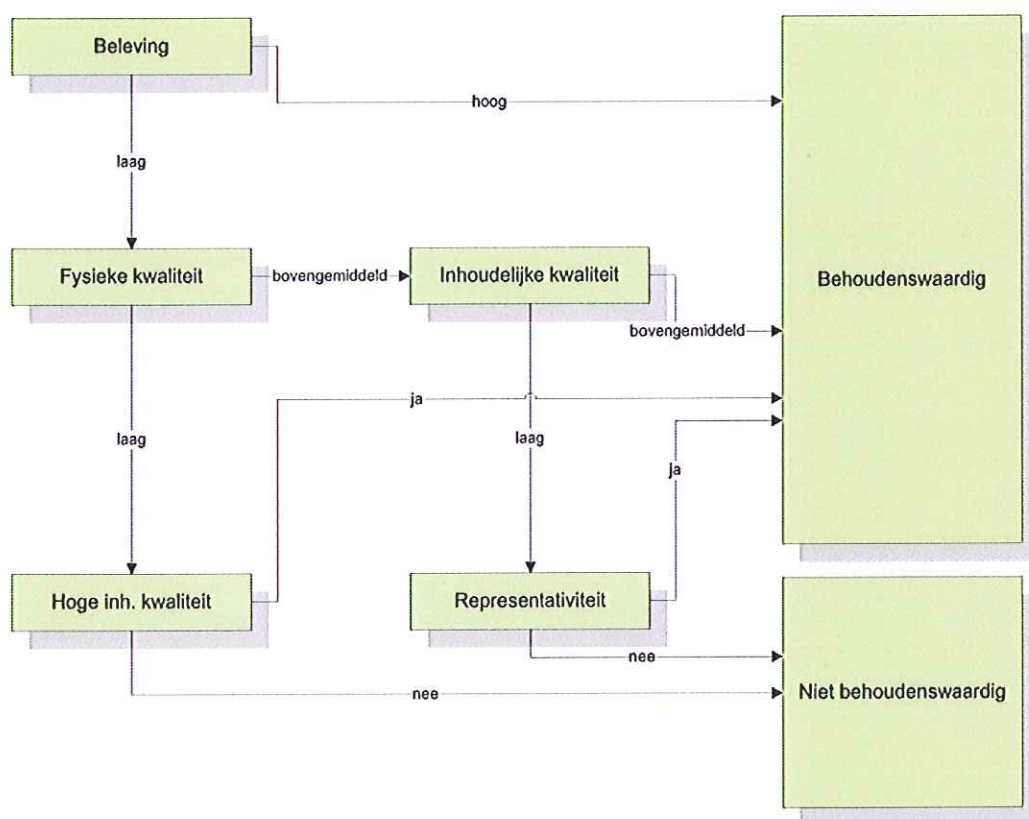 Beleving
hoog
laag
Fysieke kwaliteit
bovengemiddeld
Inhoudelijke kwaliteit
Behoudenswaardig
bovengemiddeld
ja
laag
laag
ja
Hoge inh. kwaliteit
Representativiteit
nee
nee
Niet behoudenswaardig